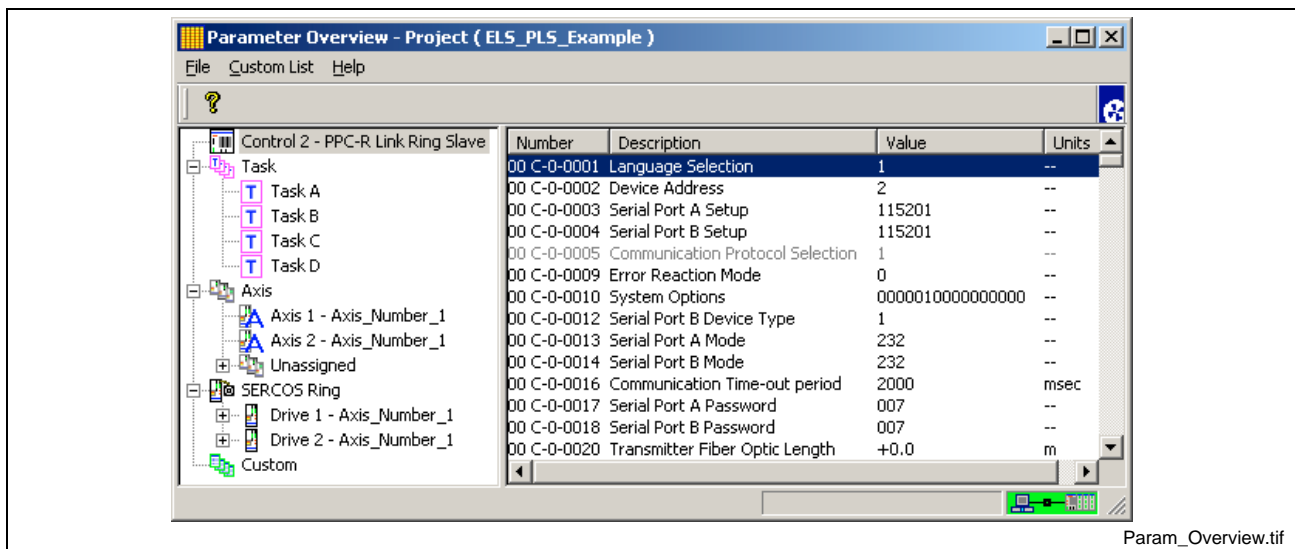 Parameter Overview - Project ( ELS_PLS_Example )
File Custom List Help
Control 2 - PPC-R Link Ring Slave
Task
T Task A
T Task B
T Task C
T Task D
Axis
Axis 1 - Axis_Number_1
Axis 2 - Axis_Number_1
Unassigned
SERCOS Ring
Drive 1 - Axis_Number_1
Drive 2 - Axis_Number_1
Custom
Number Description Value Units
00 C-0-0001 Language Selection 1 --
00 C-0-0002 Device Address 2 --
00 C-0-0003 Serial Port A Setup 115201 --
00 C-0-0004 Serial Port B Setup 115201 --
00 C-0-0005 Communication Protocol Selection 1 --
00 C-0-0009 Error Reaction Mode 0 --
00 C-0-0010 System Options 0000010000000000 --
00 C-0-0012 Serial Port B Device Type 1 --
00 C-0-0013 Serial Port A Mode 232 --
00 C-0-0014 Serial Port B Mode 232 --
00 C-0-0016 Communication Time-out period 2000 msec
00 C-0-0017 Serial Port A Password 007 --
00 C-0-0018 Serial Port B Password 007 --
00 C-0-0020 Transmitter Fiber Optic Length +0.0 m
Param_Overview.tif